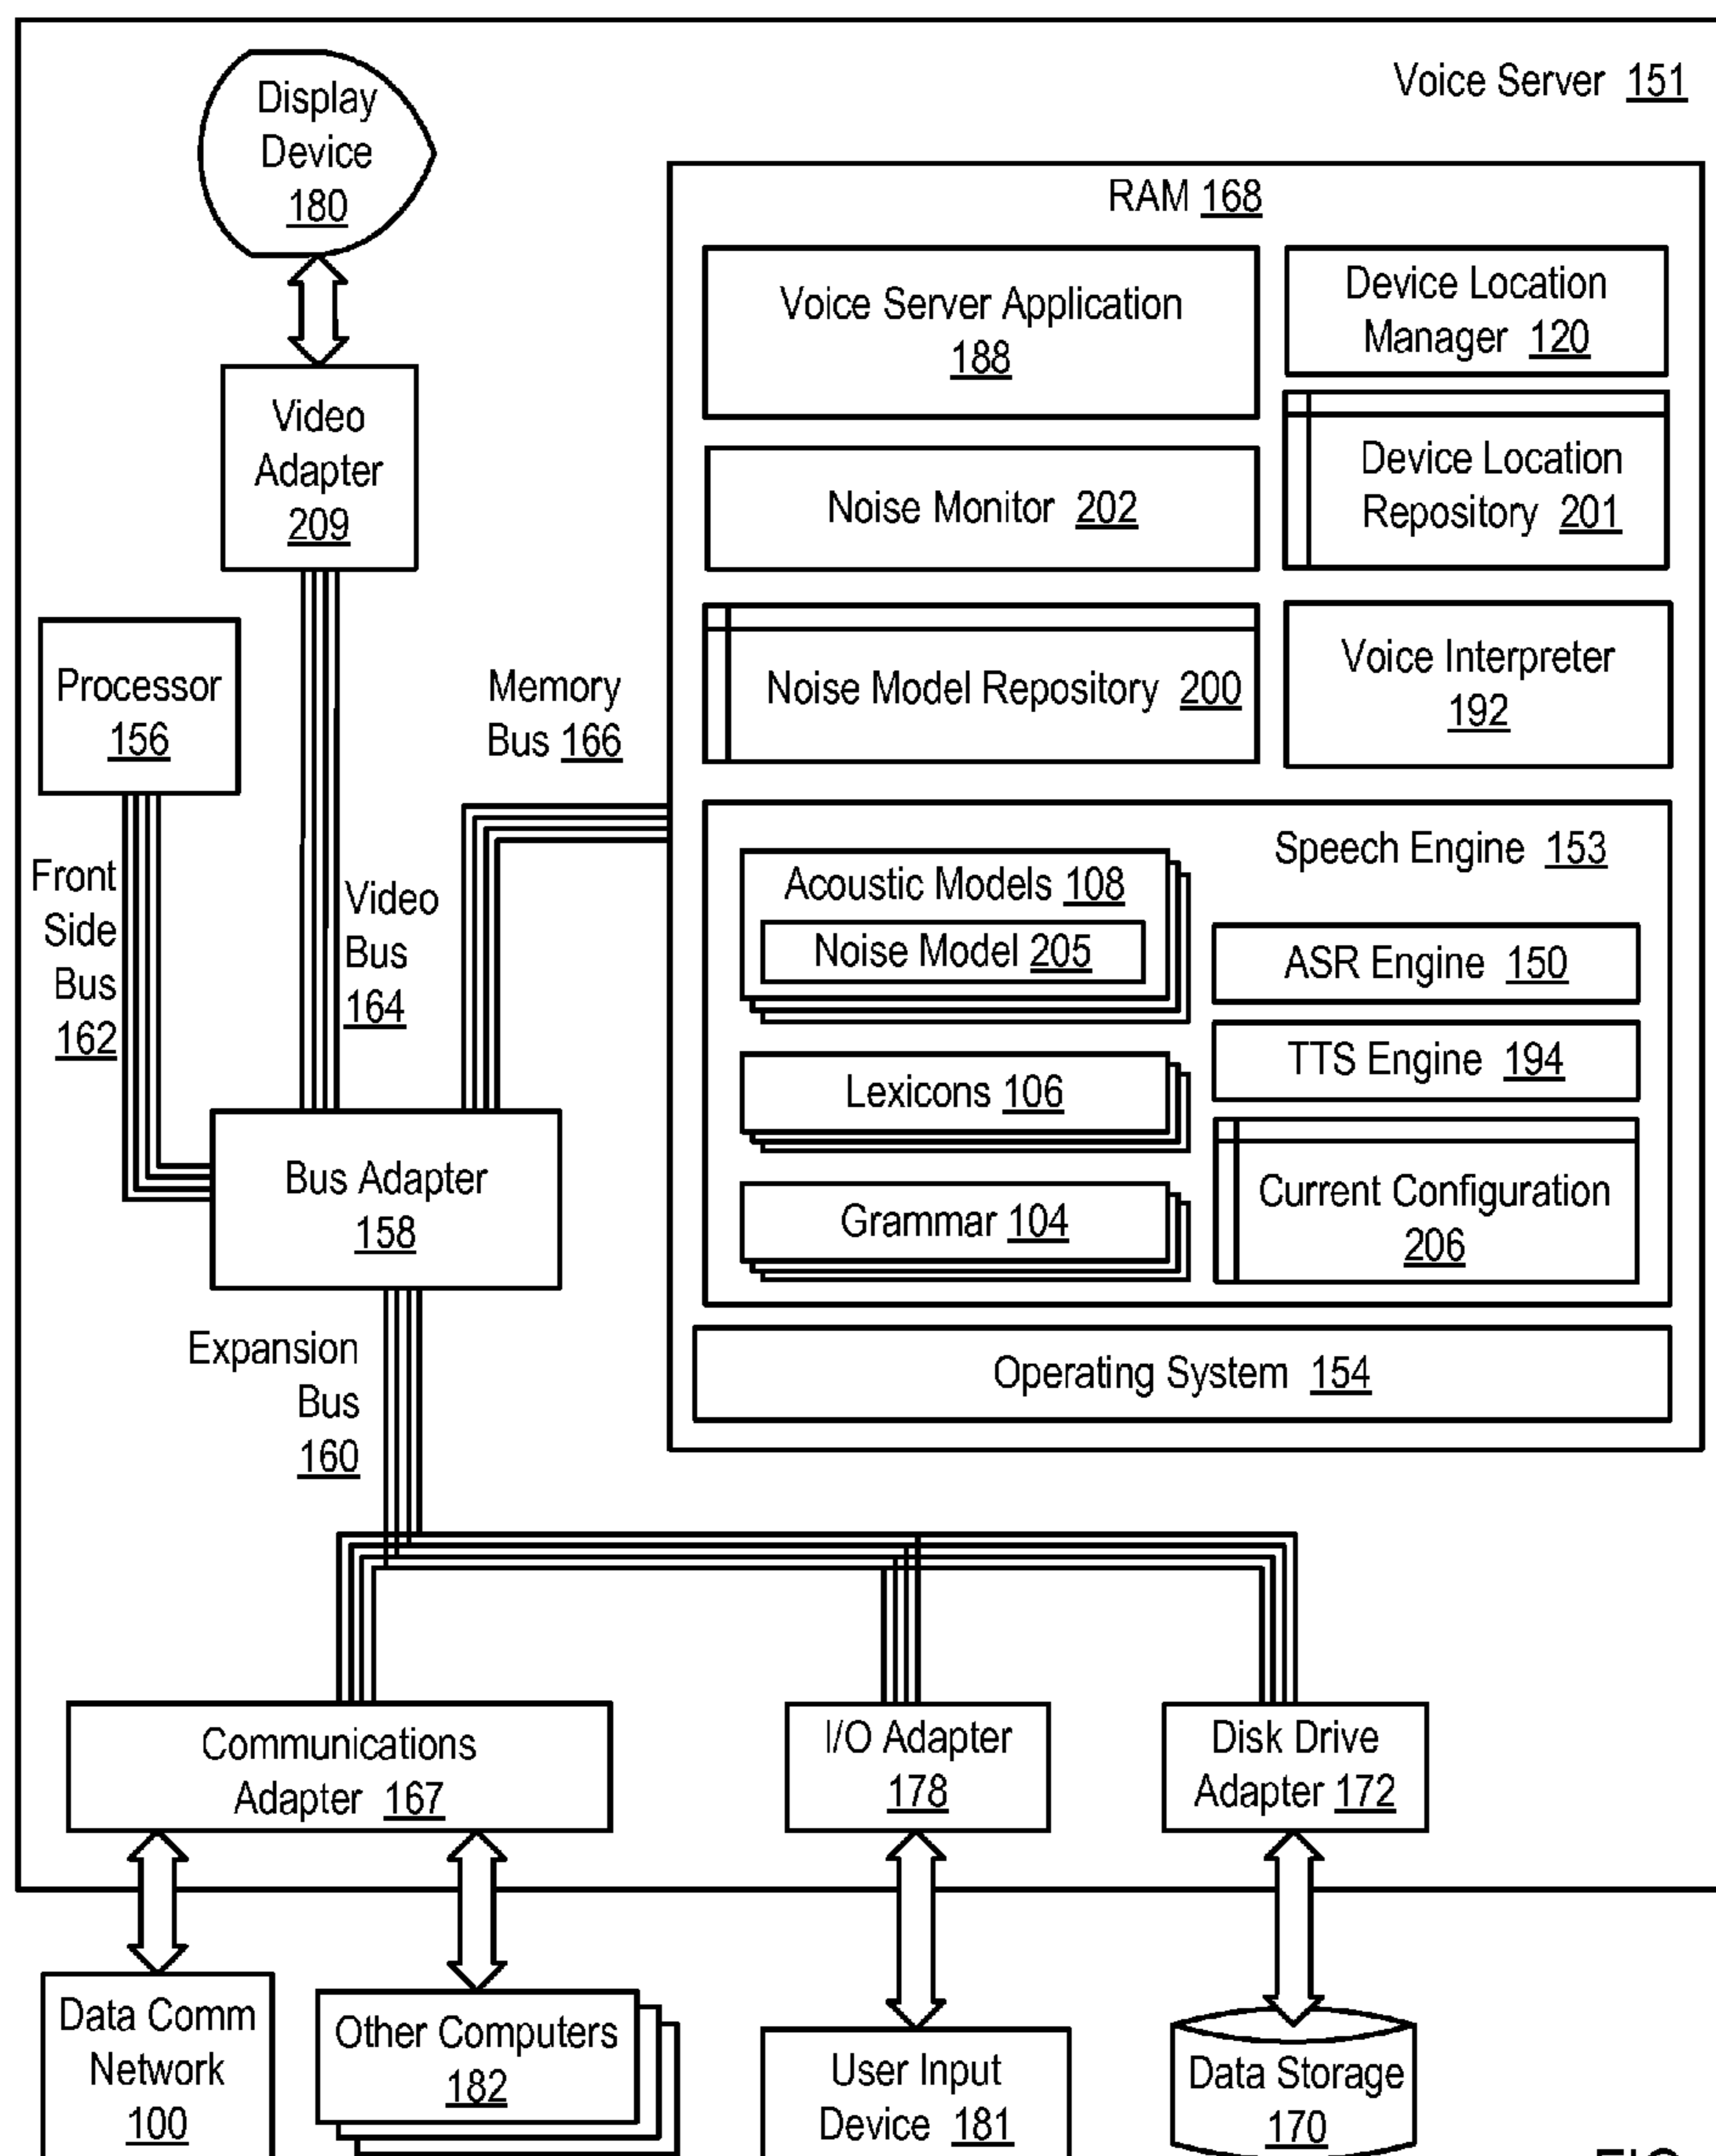 Voice Server 151
Display
Device
180
RAM 168
Voice Server Application
188
Device Location
Manager 120
Video
Adapter
209
Noise Monitor 202
Device Location
Repository 201
Processor
156
Memory
Bus 166
Noise Model Repository 200
Voice Interpreter
192
Front
Side
Bus
162
Video
Bus
164
Speech Engine 153
Acoustic Models 108
Noise Model 205
ASR Engine 150
TTS Engine 194
Lexicons 106
Bus Adapter
158
Grammar 104
Current Configuration
206
Expansion
Bus
160
Operating System 154
Communications
Adapter 167
I/O Adapter
178
Disk Drive
Adapter 172
Data Comm
Network
100
Other Computers
182
User Input
Device 181
Data Storage
170